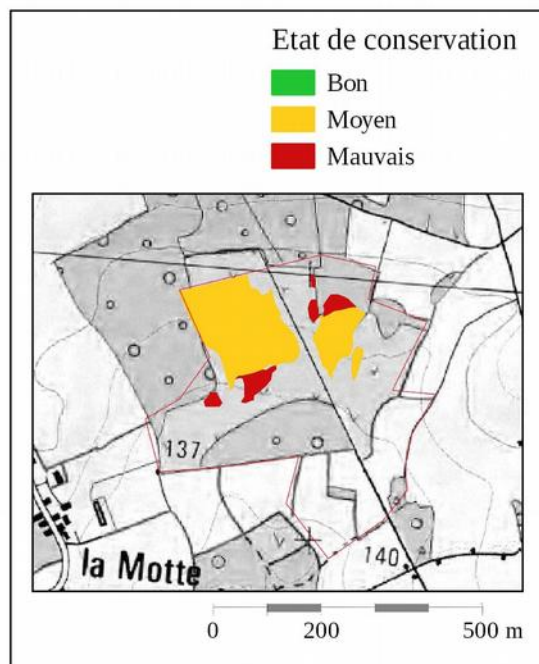 Etat de conservation
Bon
Moyen
Mauvais
137
la Motte
140
0 200 500 m